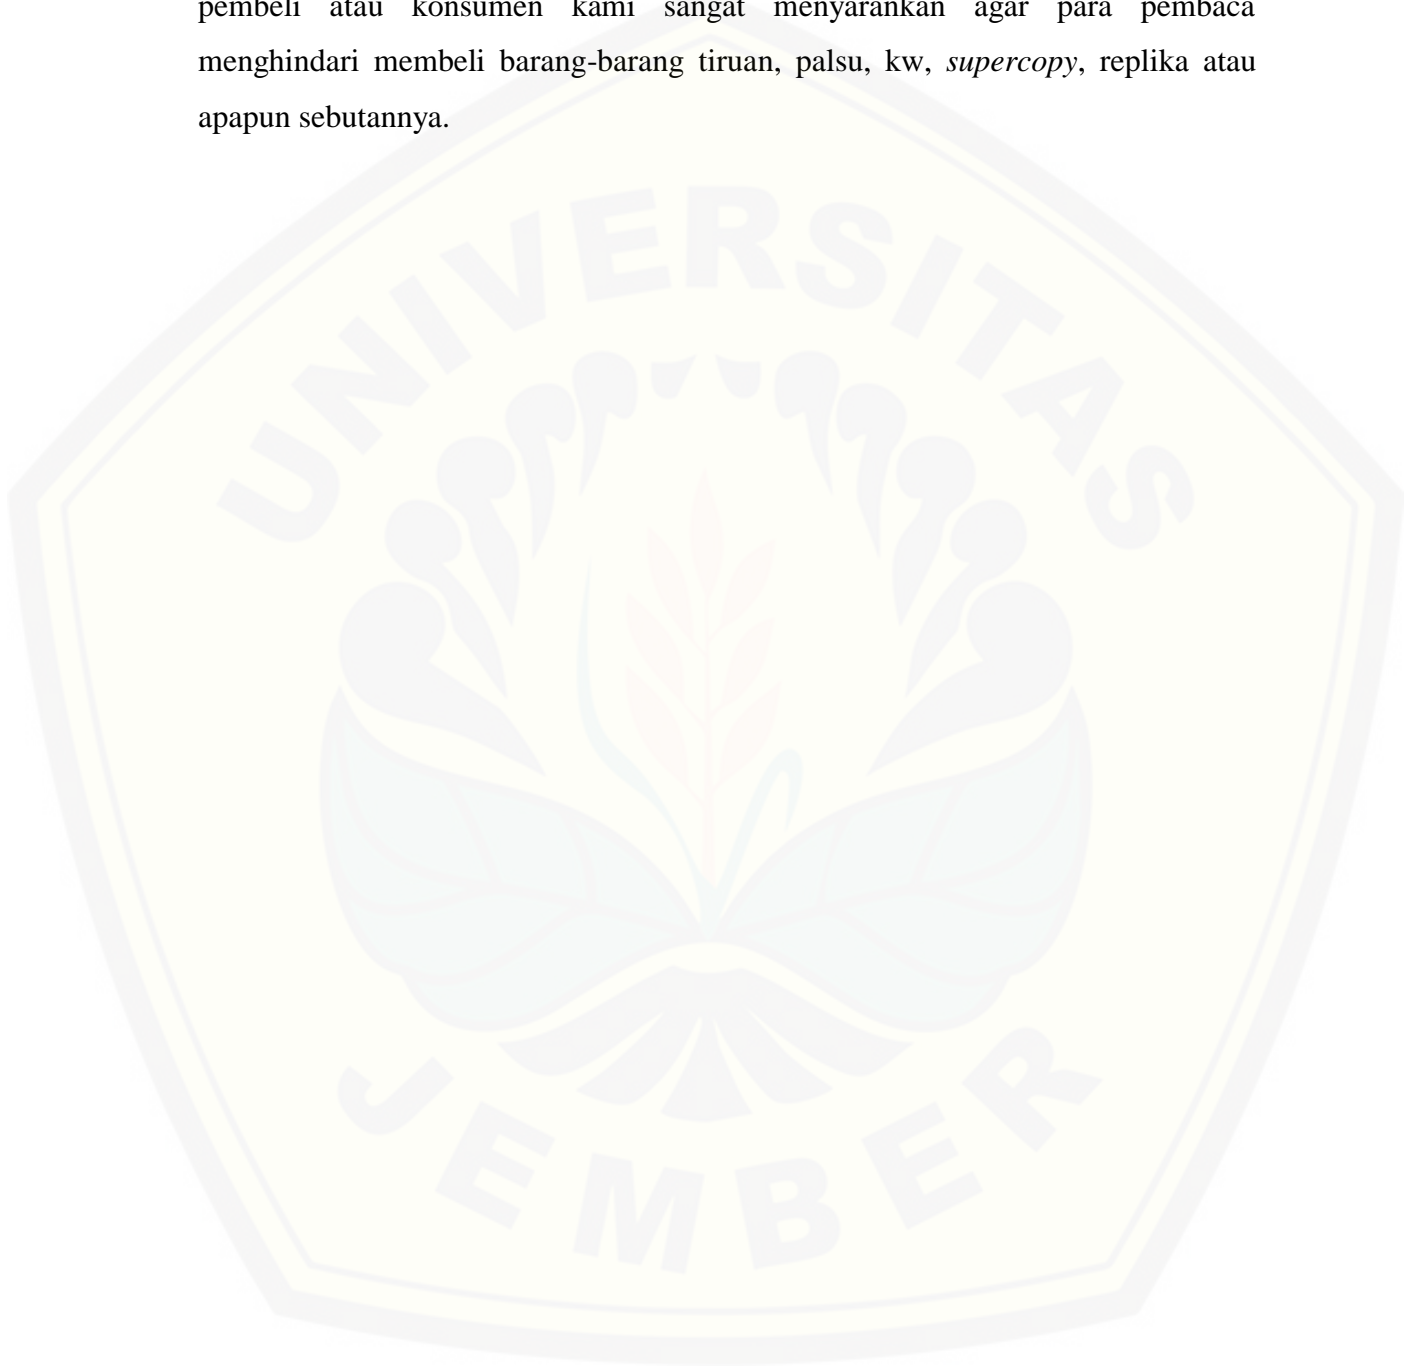 pembeli atau konsumen kami sangat menyarankan agar para pembaca
menghindari membeli barang-barang tiruan, palsu, kw, supercopy, replika atau
apapun sebutannya.
UNIVERSITAS
JEMBER